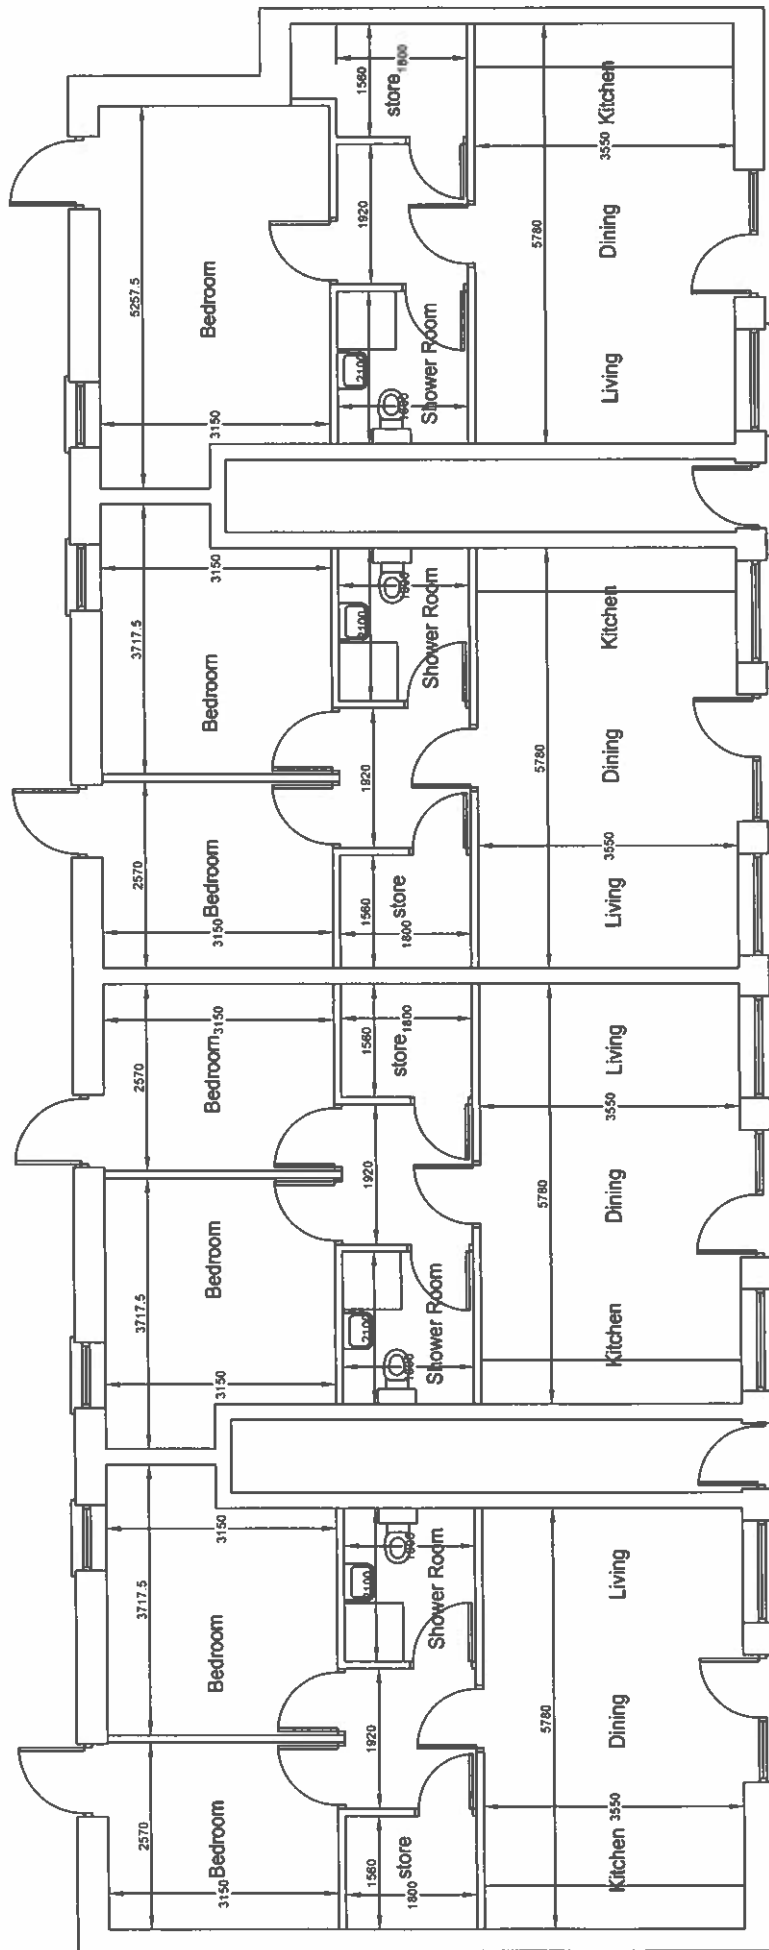 2570
3717.5
3717.5
2570
2570
3717.5
5257.5
Bedroom
Bedroom
Bedroom
Bedroom
Bedroom
Bedroom
Bedroom
3150
3150
3150
3150
3150
3150
3150
1560
1920
2100
2100
1920
1560
1560
1920
2100
2100
1920
1560
store
1800
Shower Room
Shower Room
store
1800
store
1800
Shower Room
Shower Room
store
1800
5780
5780
5780
5780
Kitchen
3550
Dining
Living
Kitchen
Dining
3550
Living
Living
3550
Dining
Kitchen
Living
Dining
3550
Kitchen